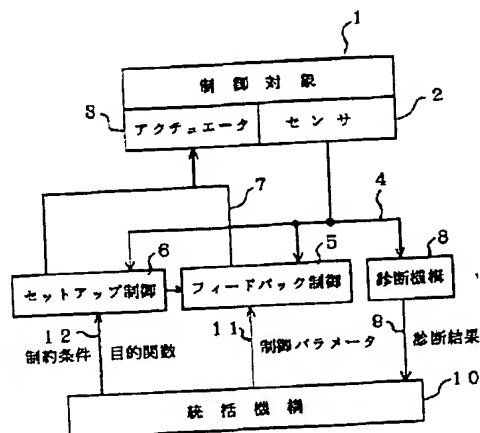 1
制御対象
3
アクチュエータ
センサ
2
7
4
6
5
8
セットアップ制御
フィードバック制御
診断機構
12
制約条件
目的関数
11
制御パラメータ
9
診断結果
統括機構
10